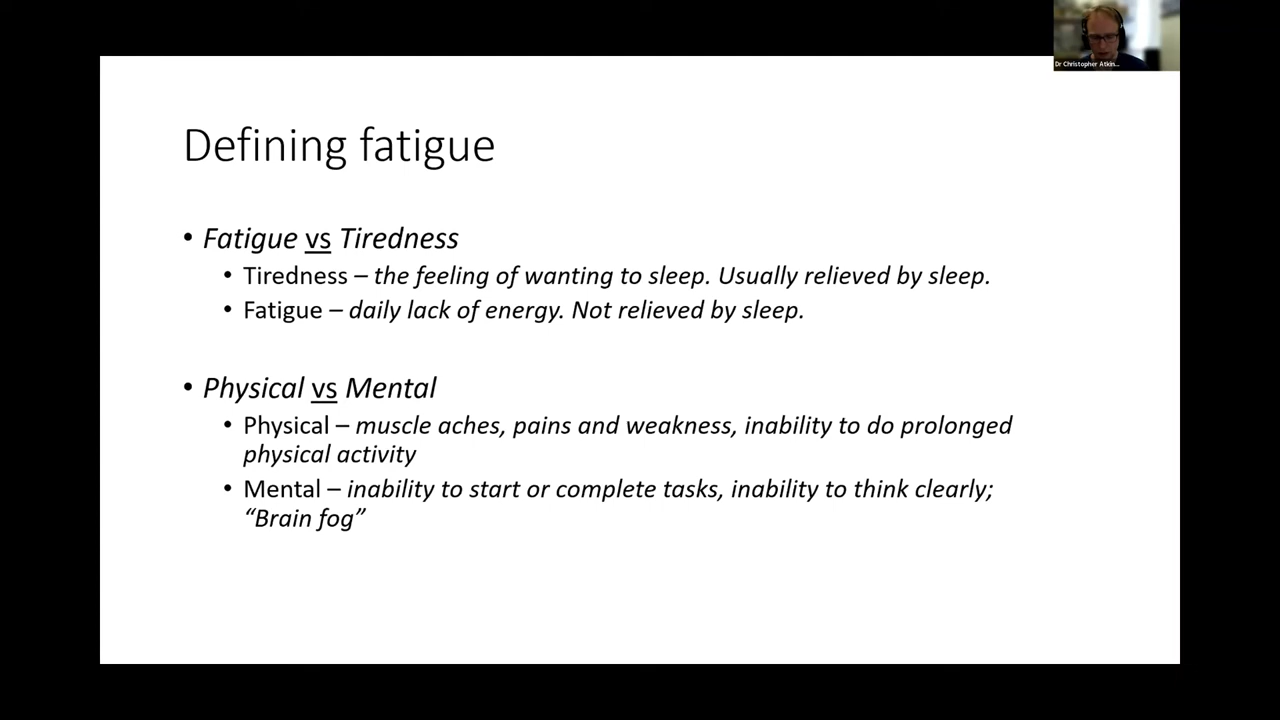 Dr Christopher Atkin...
Defining fatigue
• Fatigue vs Tiredness
• Tiredness – the feeling of wanting to sleep. Usually relieved by sleep.
• Fatigue – daily lack of energy. Not relieved by sleep.
• Physical vs Mental
• Physical – muscle aches, pains and weakness, inability to do prolonged
physical activity
• Mental – inability to start or complete tasks, inability to think clearly;
“Brain fog”